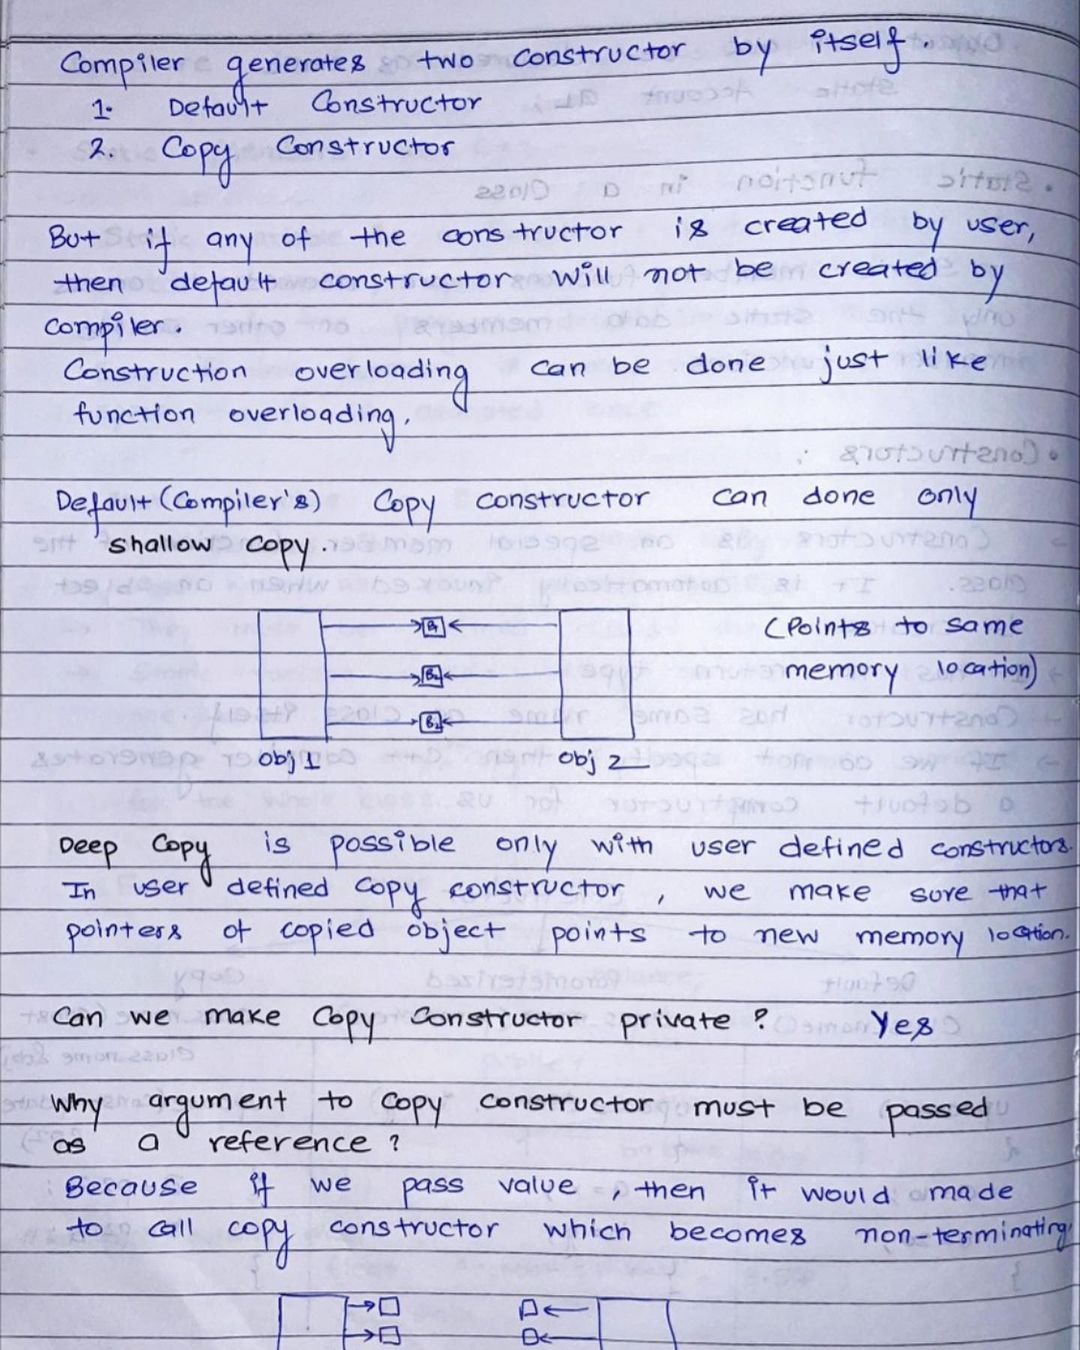 Compiler generates two constructor by itself.
1. Default Constructor
2. Copy Constructor
But if any of the constructor is created by user,
then default constructor will not be created by
compiler.
Construction overloading can be done just like
function overloading.
Default (Compiler's) Copy constructor can done only
shallow copy.
(Points to same
memory location)
Obj 1 Obj 2
Deep Copy is possible only with user defined constructors.
In user defined copy constructor, we make sure that
pointers of copied object points to new memory location.
Can we make Copy Constructor private? Yes
Why argument to copy constructor must be passed
as a reference?
Because if we pass value, then it would made
to call copy constructor which becomes non-terminating